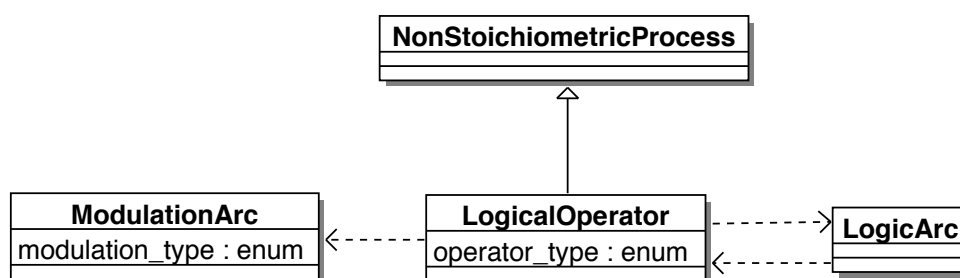 NonStoichiometricProcess
ModulationArc
modulation_type : enum
LogicalOperator
operator_type : enum
LogicArc